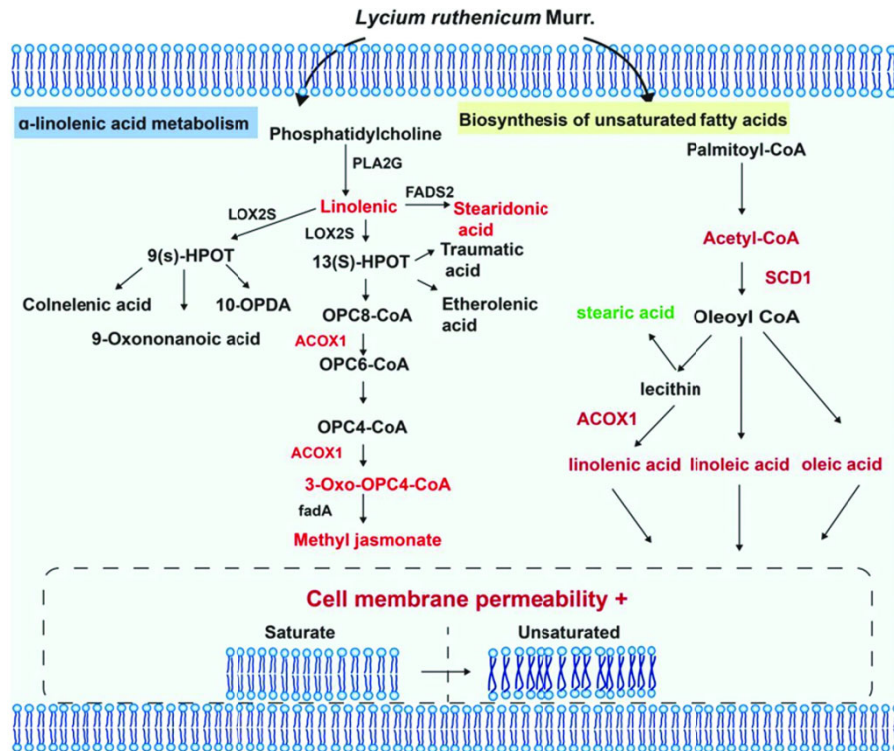 Lycium ruthenicum Murr.
α-linolenic acid metabolism
Phosphatidylcholine
PLA2G
Linolenic
FADS2
Stearidonic
acid
LOX2S
LOX2S
9(s)-HPOT
13(S)-HPOT
Traumatic
acid
Colnelenic acid
10-OPDA
9-Oxononanoic acid
Etherolenic
acid
OPC8-CoA
ACOX1
OPC6-CoA
OPC4-CoA
ACOX1
3-Oxo-OPC4-CoA
fadA
Methyl jasmonate
Biosynthesis of unsaturated fatty acids
Palmitoyl-CoA
Acetyl-CoA
SCD1
stearic acid
Oleoyl CoA
lecithin
ACOX1
linolenic acid
linoleic acid
oleic acid
Cell membrane permeability +
Saturate
Unsaturated